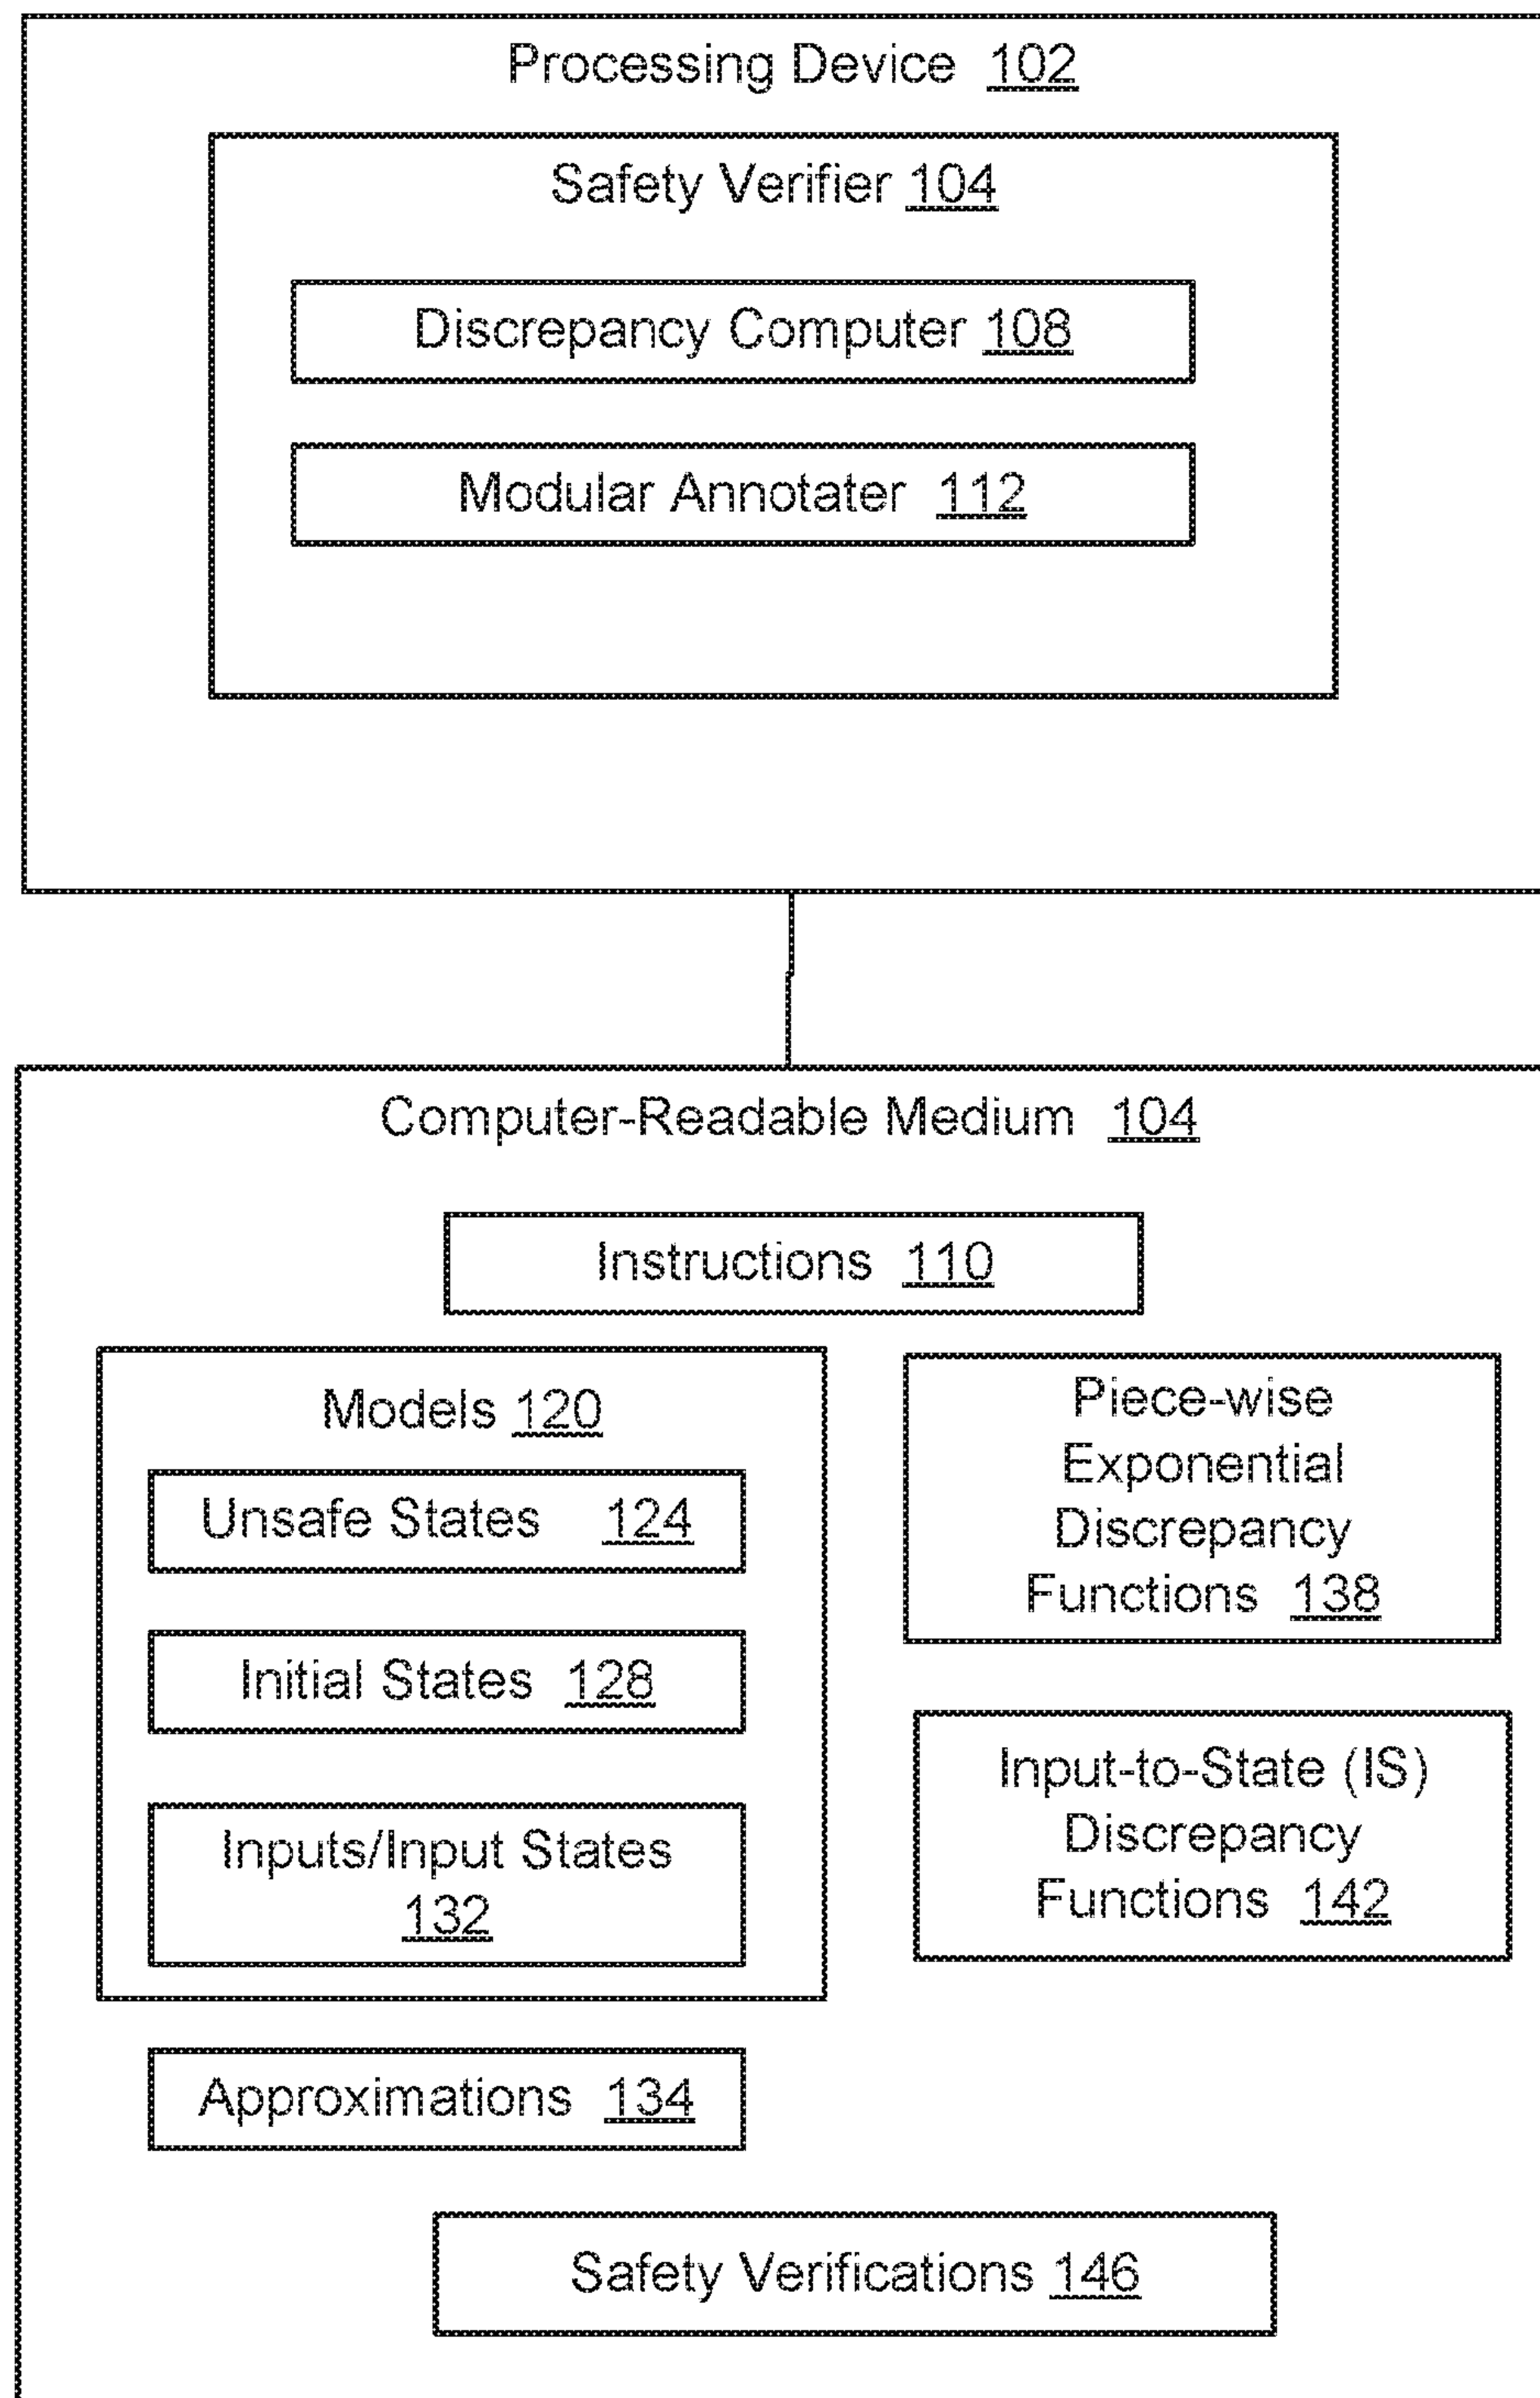 Processing Device 102
Safety Verifier 104
Discrepancy Computer 108
Modular Annotater 112
Computer-Readable Medium 104
Instructions 110
Models 120
Unsafe States 124
Initial States 128
Inputs/Input States
132
Piece-wise
Exponential
Discrepancy
Functions 138
Input-to-State (IS)
Discrepancy
Functions 142
Approximations 134
Safety Verifications 146